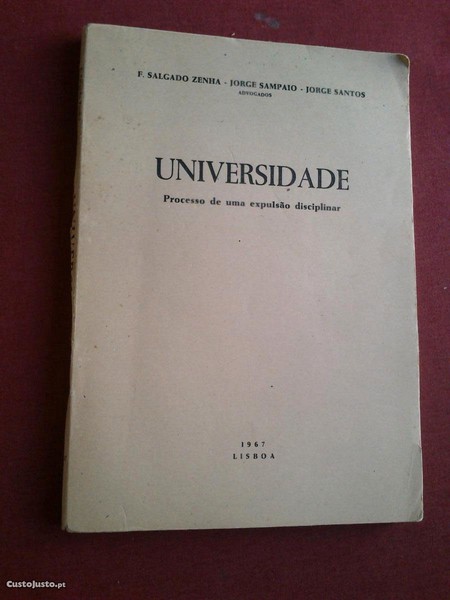 F. SALGADO ZENHA - JORGE SAMPAIO - JORGE SANTOS
ADVOGADOS
UNIVERSIDADE
Processo de uma expulsão disciplinar
1967
LISBOA
CustoJusto.pt